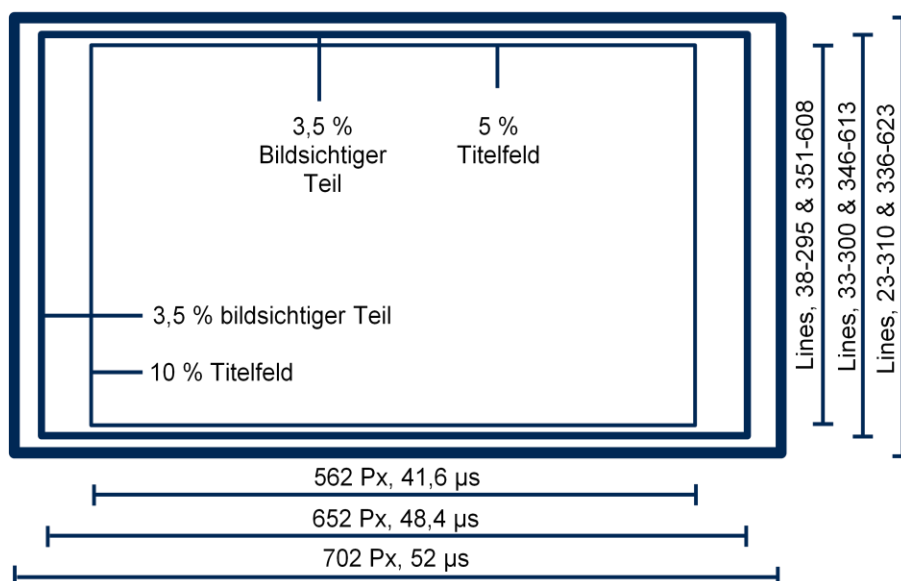 3,5 %
Bildsichtiger
Teil
5 %
Titelfeld
3,5 % bildsichtiger Teil
10 % Titelfeld
Lines, 38-295 & 351-608
Lines, 33-300 & 346-613
Lines, 23-310 & 336-623
562 Px, 41,6 µs
652 Px, 48,4 µs
702 Px, 52 µs